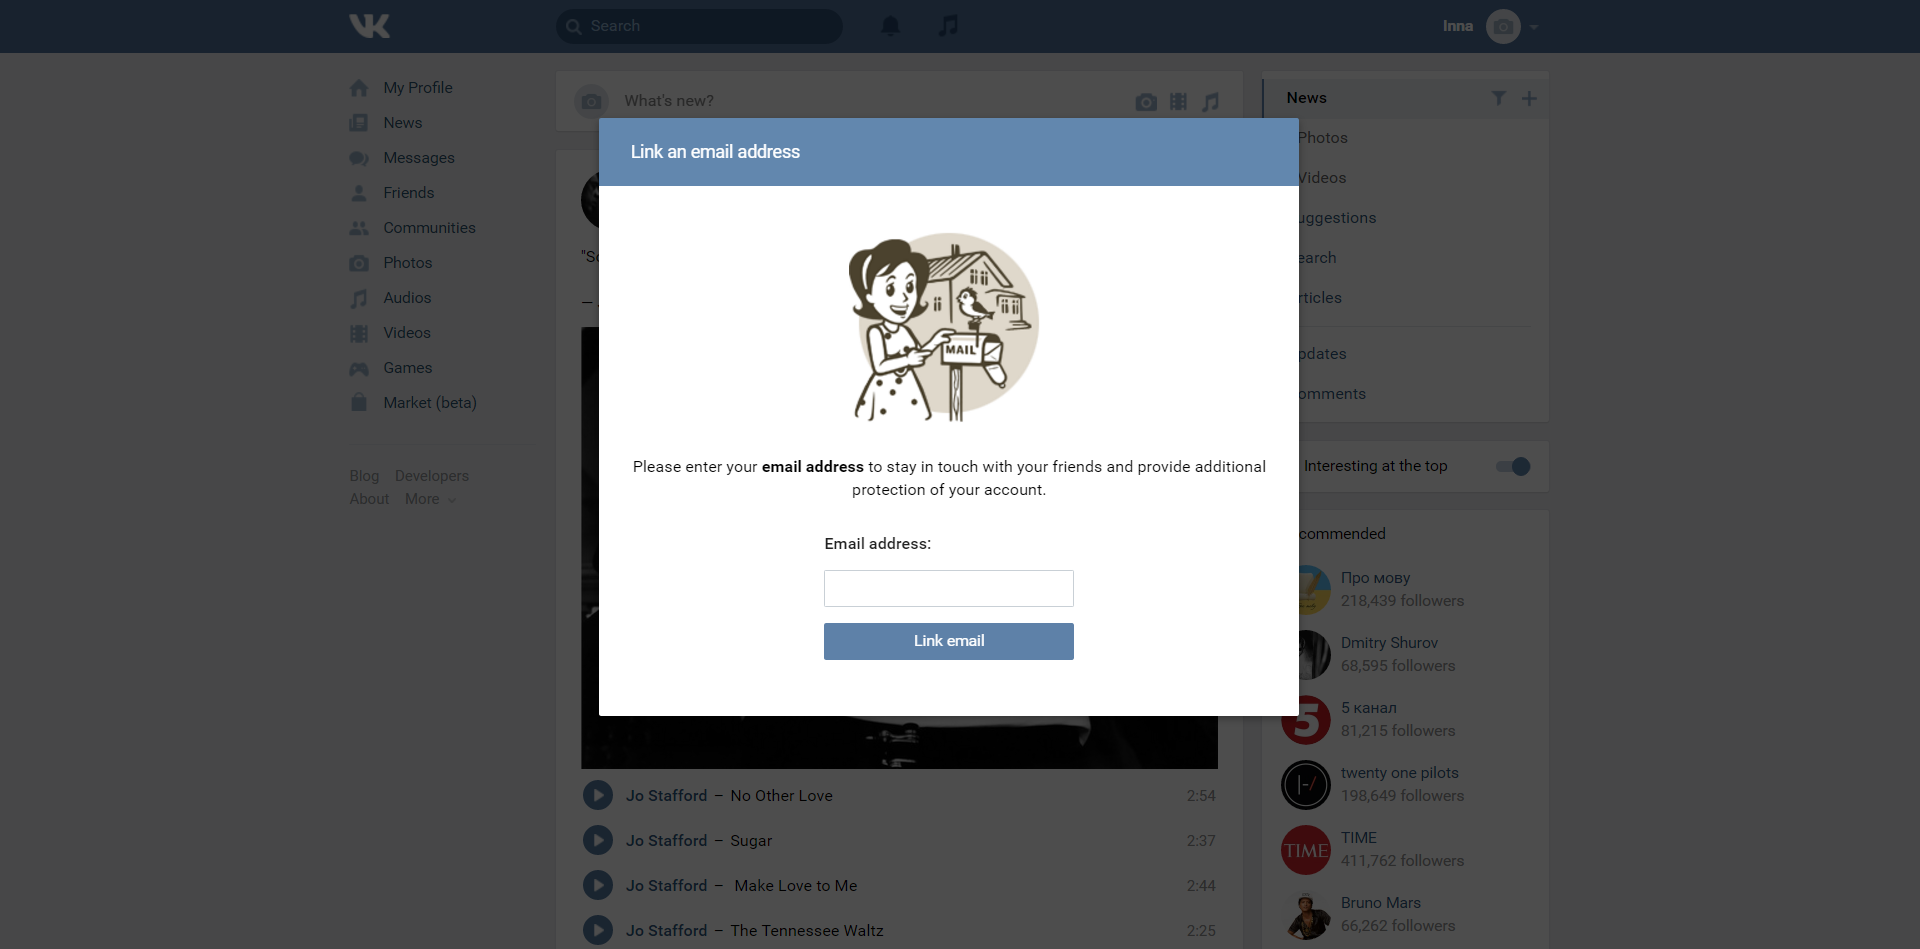 VK
Search
Inna
My Profile
News
Messages
Friends
Communities
Photos
Audios
Videos
Games
Market (beta)
Blog Developers
About More
What's new?
"So
—
Link an email address
MAIL
Please enter your email address to stay in touch with your friends and provide additional
protection of your account.
Email address:
Link email
Jo Stafford – No Other Love 2:54
Jo Stafford – Sugar 2:37
Jo Stafford – Make Love to Me 2:44
Jo Stafford – The Tennessee Waltz 2:25
News
Photos
Videos
uggestions
earch
rticles
pdates
omments
Interesting at the top
commended
Про мову
218,439 followers
Dmitry Shurov
68,595 followers
5
5 канал
81,215 followers
|-/
twenty one pilots
198,649 followers
TIME
TIME
411,762 followers
Bruno Mars
66,262 followers